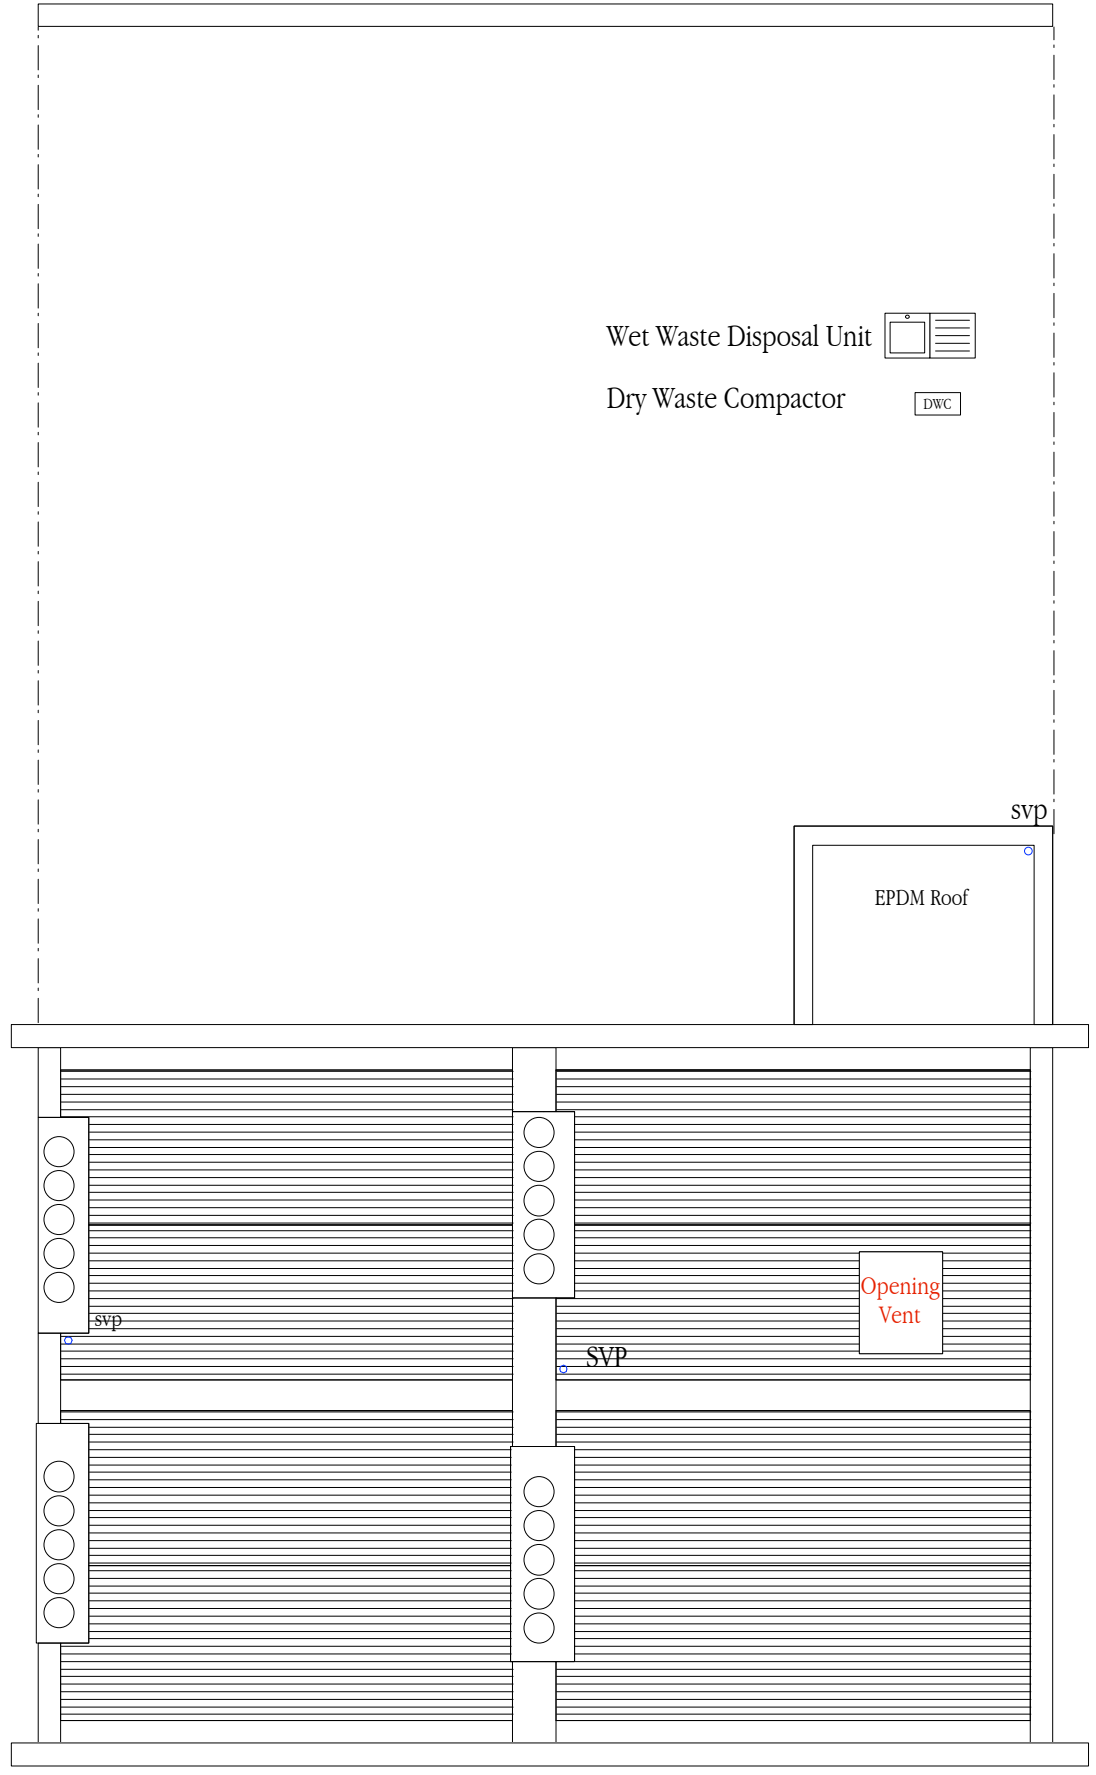 Wet Waste Disposal Unit
Dry Waste Compactor
DWC
svp
EPDM Roof
Opening
Vent
svp
SVP